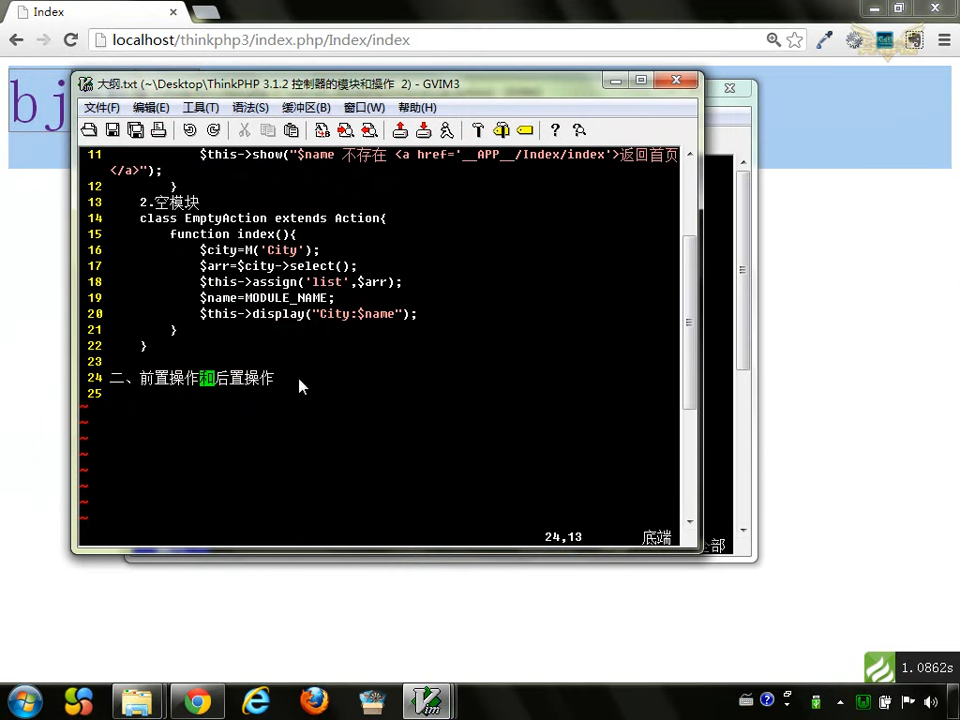 Index
localhost/thinkphp3/index.php/Index/index
bj
大纲.txt (~\Desktop\ThinkPHP 3.1.2 控制器的模块和操作 2) - GVIM3
文件(F) 编辑(E) 工具(T) 语法(S) 缓冲区(B) 窗口(W) 帮助(H)
11 $this->show("$name 不存在 <a href='__APP__/Index/index'>返回首页
</a>");
12 }
13 2.空模块
14 class EmptyAction extends Action{
15 function index(){
16 $city=M('City');
17 $arr=$city->select();
18 $this->assign('list',$arr);
19 $name=MODULE_NAME;
20 $this->display("City:$name");
21 }
22 }
23
24 二、前置操作和后置操作
25
~
~
~
~
~
~
~
~
24,13 底端
全部
1.0862s